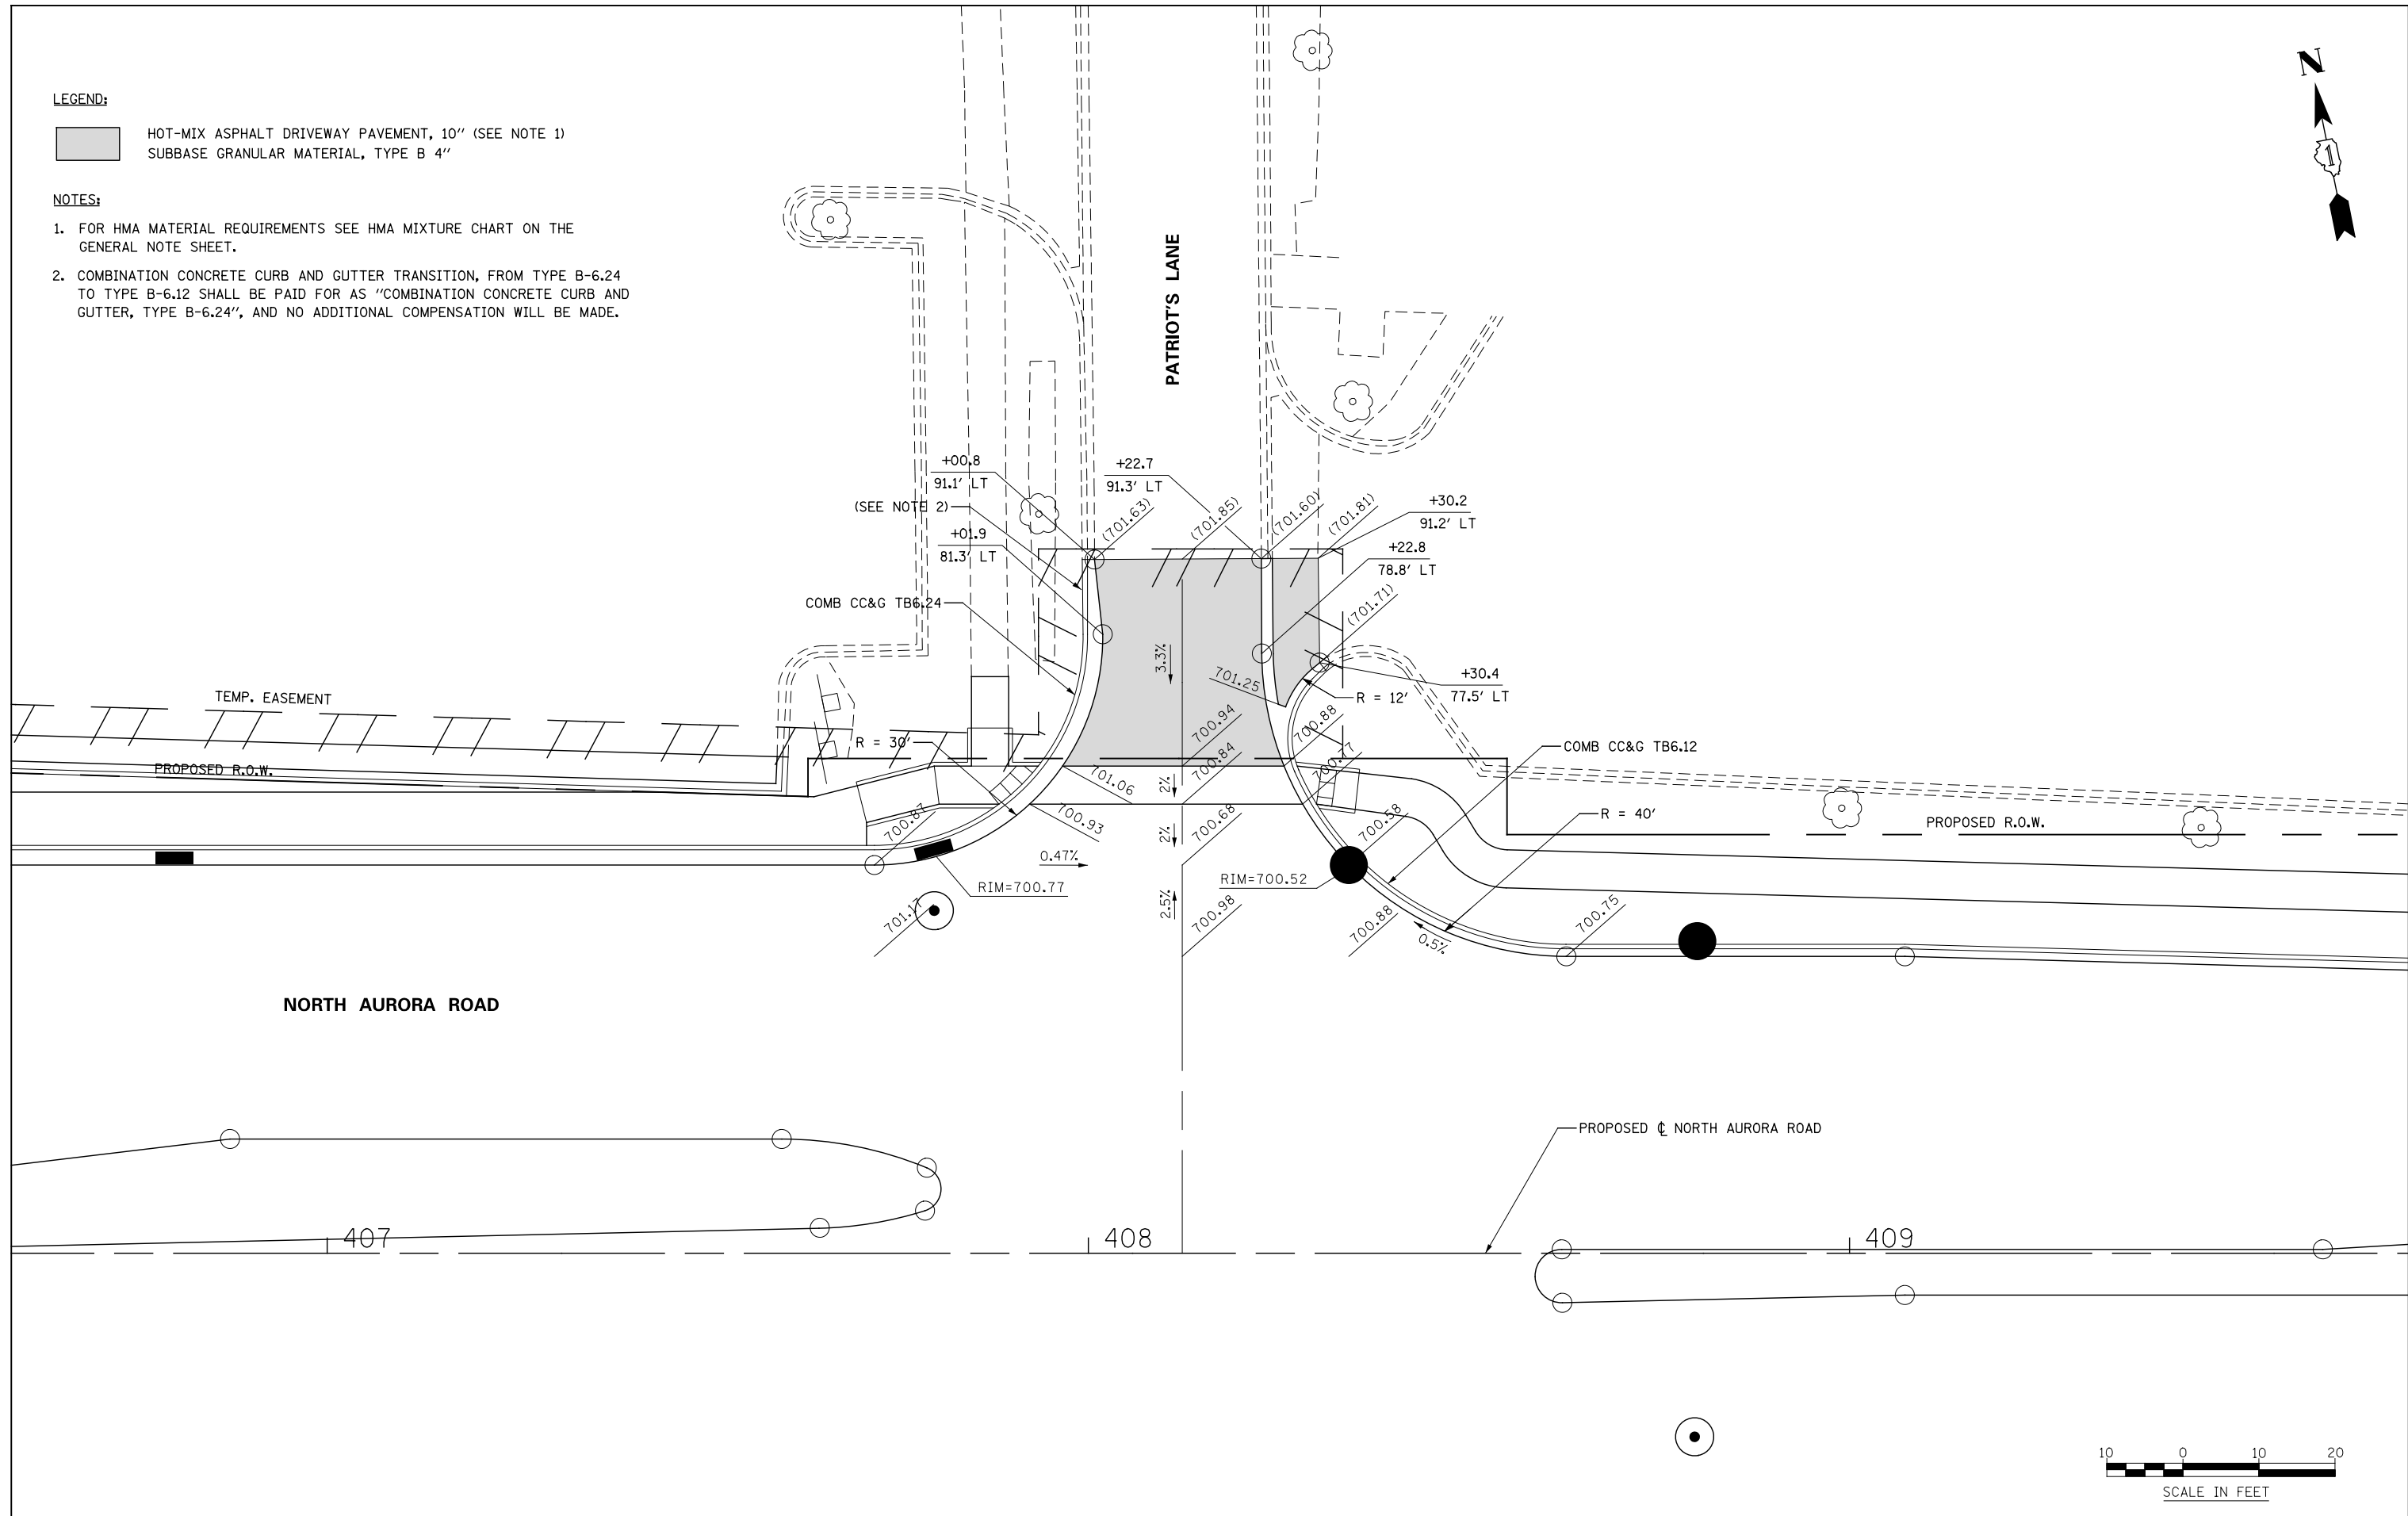 N
1
LEGEND:
HOT-MIX ASPHALT DRIVEWAY PAVEMENT, 10" (SEE NOTE 1)
SUBBASE GRANULAR MATERIAL, TYPE B 4"
NOTES:
1. FOR HMA MATERIAL REQUIREMENTS SEE HMA MIXTURE CHART ON THE
GENERAL NOTE SHEET.
2. COMBINATION CONCRETE CURB AND GUTTER TRANSITION, FROM TYPE B-6.24
TO TYPE B-6.12 SHALL BE PAID FOR AS "COMBINATION CONCRETE CURB AND
GUTTER, TYPE B-6.24", AND NO ADDITIONAL COMPENSATION WILL BE MADE.
PATRIOT'S LANE
+00.8
91.1' LT
+22.7
91.3' LT
(SEE NOTE 2)
+01.9
81.3' LT
(701.63)
(701.85)
(701.60)
(701.81)
+30.2
91.2' LT
+22.8
78.8' LT
COMB CC&G TB6.24
(701.71)
3.3%
701.25
+30.4
77.5' LT
R = 12'
TEMP. EASEMENT
R = 30'
700.94
700.88
COMB CC&G TB6.12
PROPOSED R.O.W.
701.06
2%
700.84
700.77
R = 40'
PROPOSED R.O.W.
700.87
700.93
2%
700.68
700.58
0.47%
RIM=700.77
RIM=700.52
701.17
2.5%
700.98
700.88
0.5%
700.75
NORTH AURORA ROAD
PROPOSED ℄ NORTH AURORA ROAD
407
408
409
10 0 10 20
SCALE IN FEET